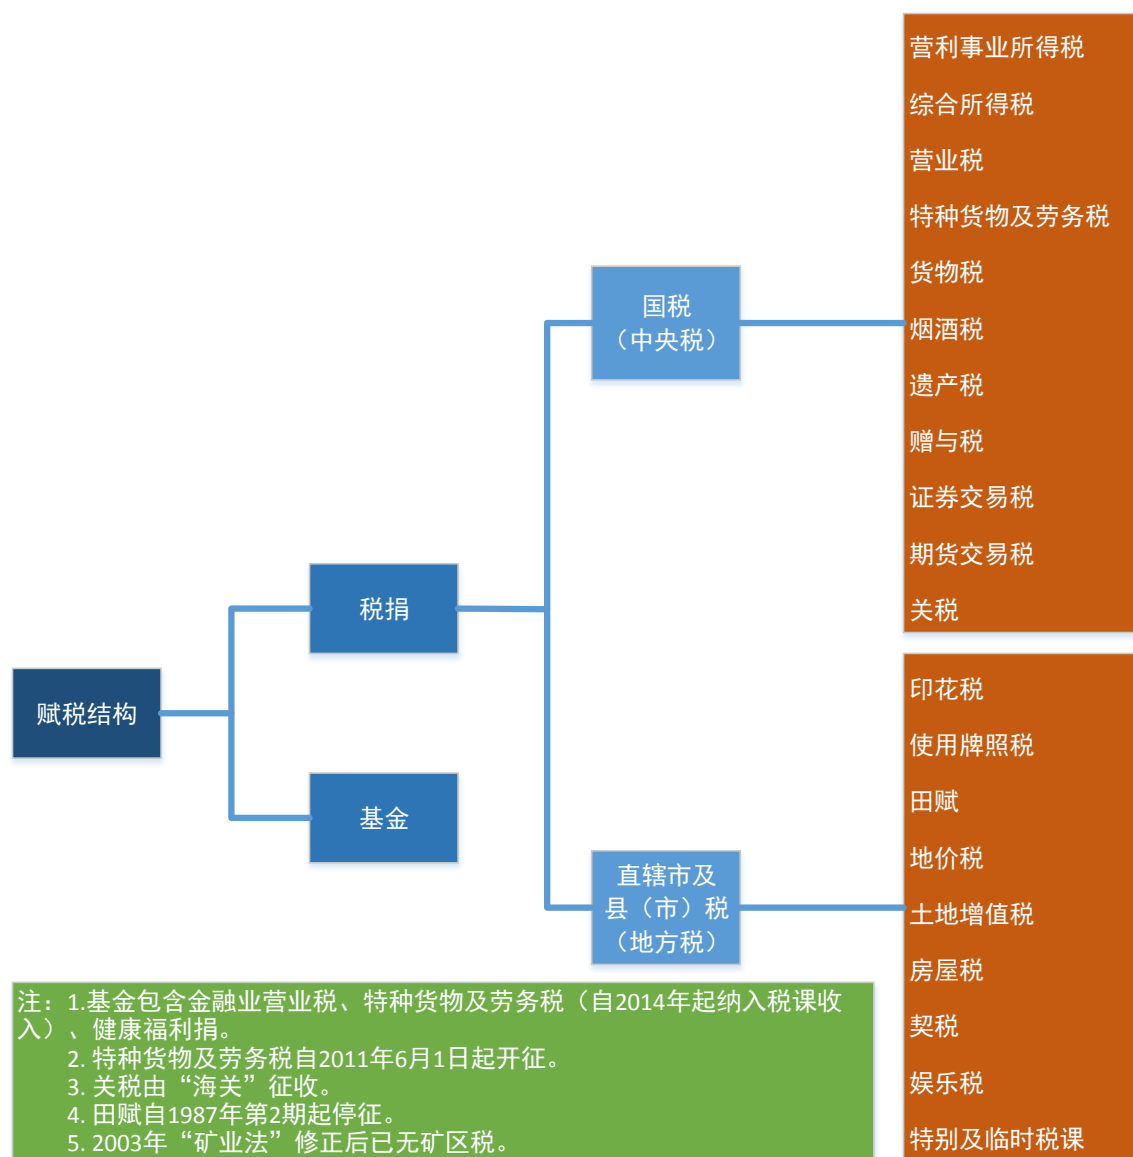 赋税结构
税捐
基金
国税
（中央税）
直辖市及
县（市）税
（地方税）
营利事业所得税
综合所得税
营业税
特种货物及劳务税
货物税
烟酒税
遗产税
赠与税
证券交易税
期货交易税
关税
印花税
使用牌照税
田赋
地价税
土地增值税
房屋税
契税
娱乐税
特别及临时税课
注：1.基金包含金融业营业税、特种货物及劳务税（自2014年起纳入税课收
入）、健康福利捐。
2. 特种货物及劳务税自2011年6月1日起开征。
3. 关税由“海关”征收。
4. 田赋自1987年第2期起停征。
5. 2003年“矿业法”修正后已无矿区税。